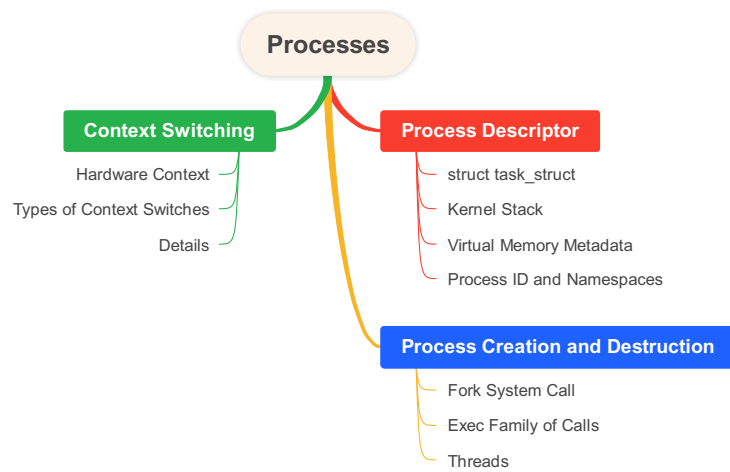 Processes
Context Switching
Hardware Context
Types of Context Switches
Details
Process Descriptor
struct task_struct
Kernel Stack
Virtual Memory Metadata
Process ID and Namespaces
Process Creation and Destruction
Fork System Call
Exec Family of Calls
Threads